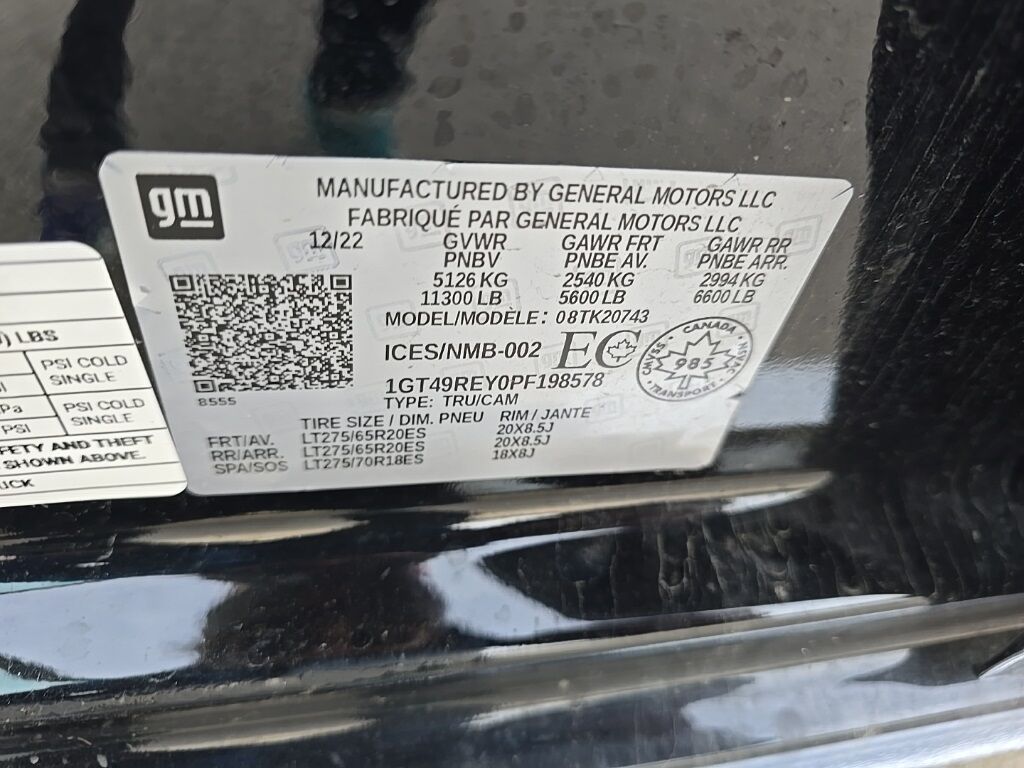 gm
MANUFACTURED BY GENERAL MOTORS LLC
FABRIQUÉ PAR GENERAL MOTORS LLC
12/22 GVWR GAWR FRT GAWR RR
PNBV PNBE AV. PNBE ARR.
5126 KG 2540 KG 2994 KG
11300 LB 5600 LB 6600 LB
MODEL/MODÈLE: 08TK20743
ICES/NMB-002 EC
CANADA
985
TRANSPORT
1GT49REY0PF198578
8555
TYPE: TRU/CAM
TIRE SIZE / DIM. PNEU RIM / JANTE
FRT/AV. LT275/65R20ES 20X8.5J
RR/ARR. LT275/65R20ES 20X8.5J
SPA/SOS LT275/70R18ES 18X8J
) LBS
PSI COLD
SINGLE
PSI COLD
PSI SINGLE
AND THEFT
SHOWN ABOVE.